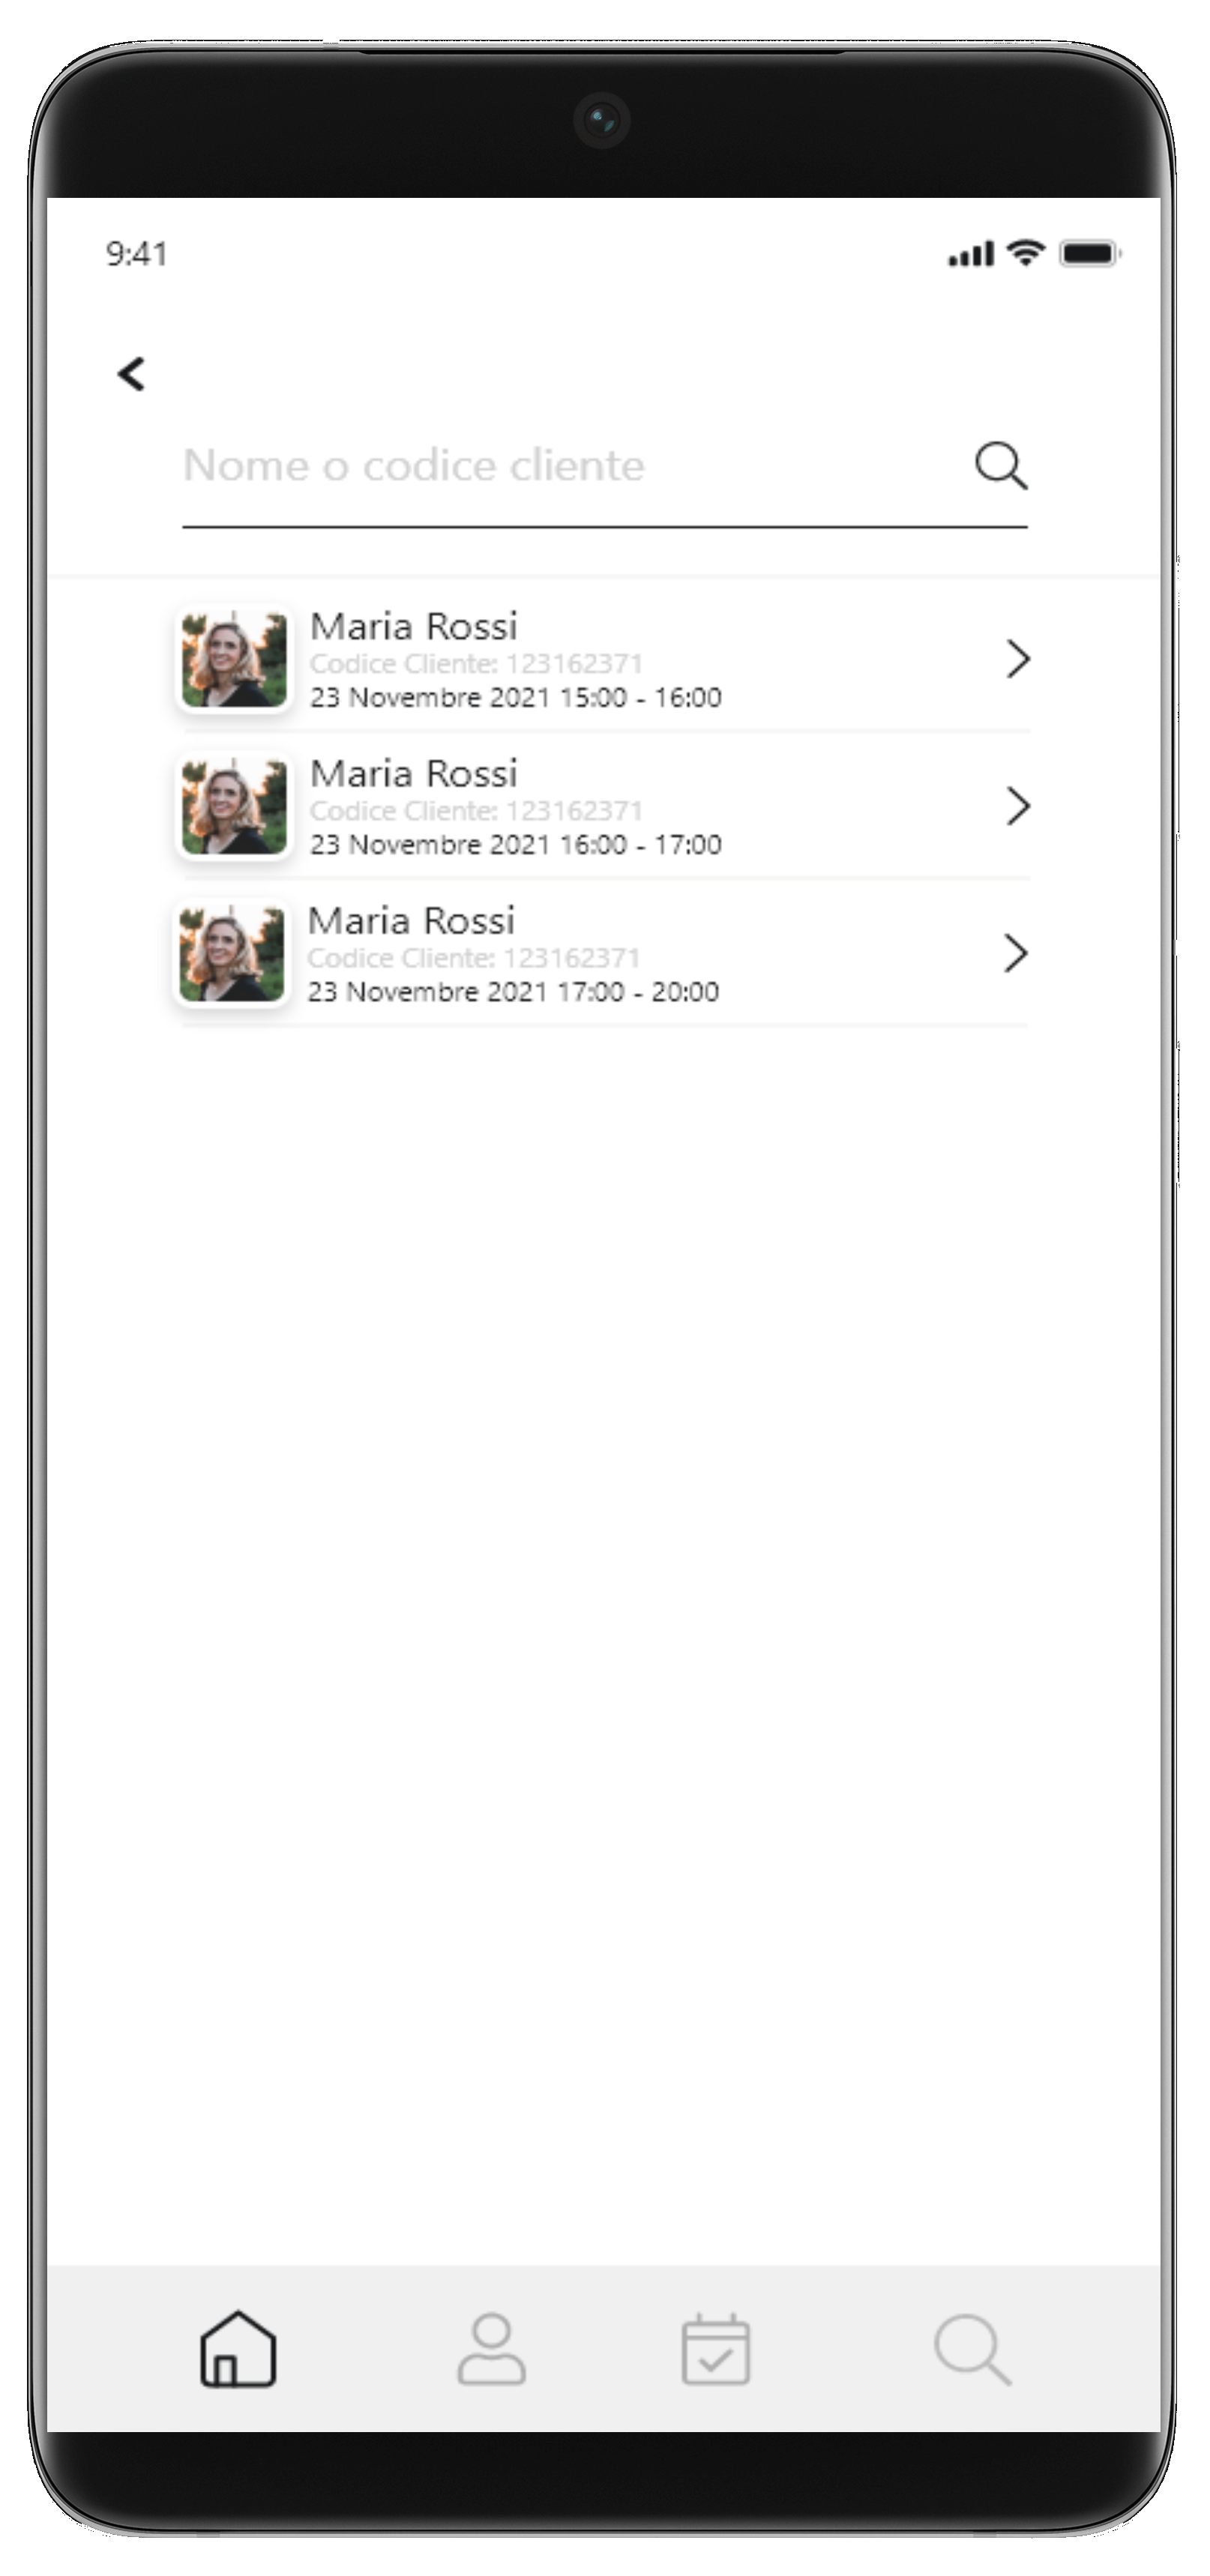 9:41
Nome o codice cliente
Maria Rossi
Codice Cliente: 123162371
23 Novembre 2021 15:00 - 16:00
Maria Rossi
Codice Cliente: 123162371
23 Novembre 2021 16:00 - 17:00
Maria Rossi
Codice Cliente: 123162371
23 Novembre 2021 17:00 - 20:00